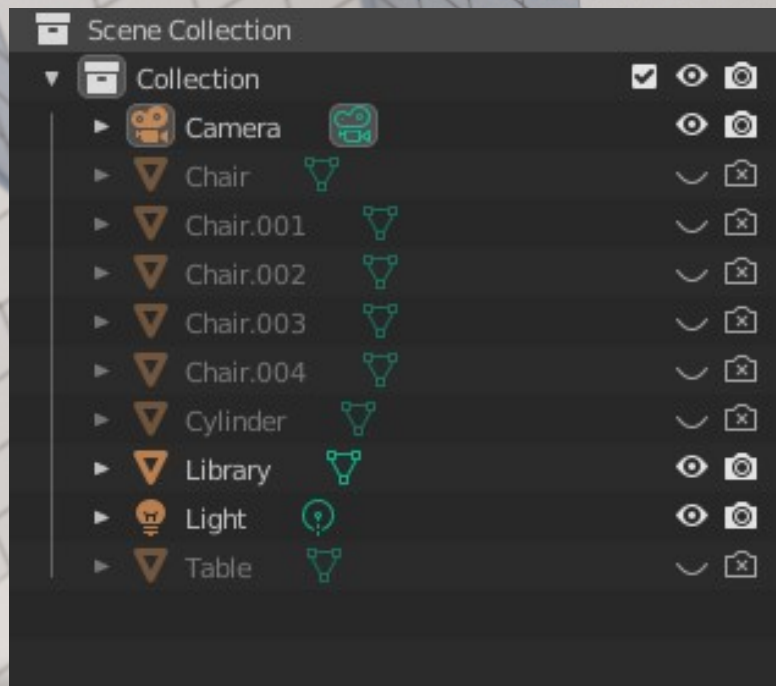 Scene Collection
Collection
Camera
Chair
Chair.001
Chair.002
Chair.003
Chair.004
Cylinder
Library
Light
Table